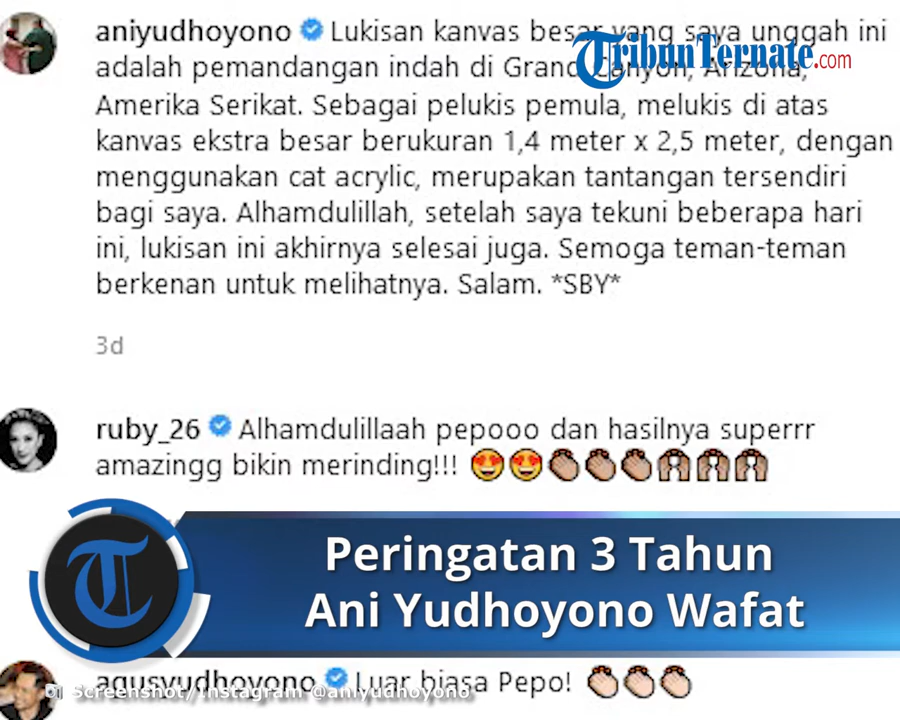 aniyudhoyono Lukisan kanvas besar yang saya unggah ini
TribunTernate.com
adalah pemandangan indah di Grand Canyon, Arizona,
Amerika Serikat. Sebagai pelukis pemula, melukis di atas
kanvas ekstra besar berukuran 1,4 meter x 2,5 meter, dengan
menggunakan cat acrylic, merupakan tantangan tersendiri
bagi saya. Alhamdulillah, setelah saya tekuni beberapa hari
ini, lukisan ini akhirnya selesai juga. Semoga teman-teman
berkenan untuk melihatnya. Salam. *SBY*
3d
ruby_26 Alhamdulillaah pepooo dan hasilnya superrr
amazingg bikin merinding!!! 😍😍👏👏👏🙌🙌🙌
T
Peringatan 3 Tahun
Ani Yudhoyono Wafat
agusyudhoyono Luar biasa Pepo! 👏👏👏
Screenshot/Instagram @aniyudhoyono